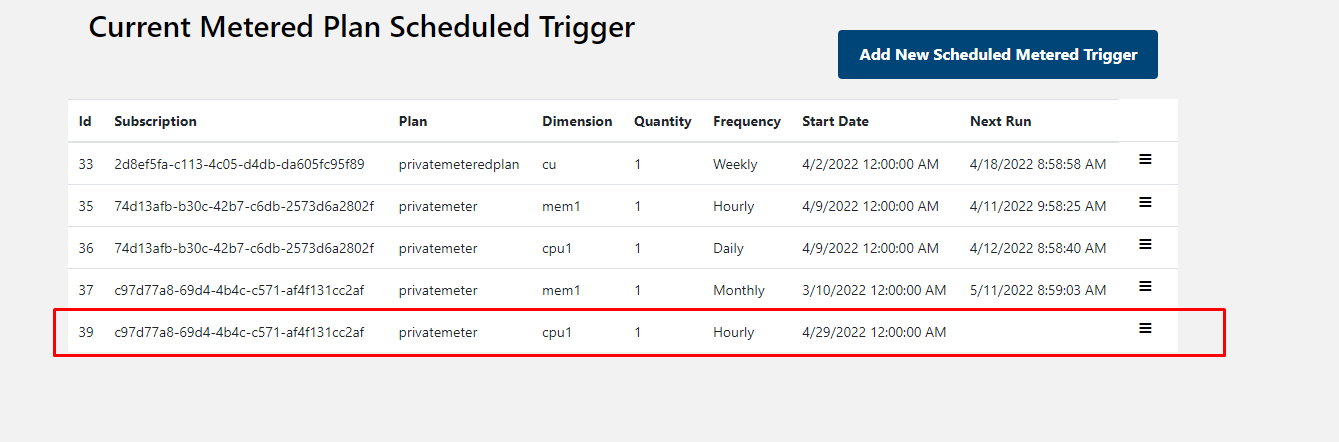 Current Metered Plan Scheduled Trigger
Add New Scheduled Metered Trigger
Id Subscription Plan Dimension Quantity Frequency Start Date Next Run
33 2d8ef5fa-c113-4c05-d4db-da605fc95f89 privatemeteredplan cu 1 Weekly 4/2/2022 12:00:00 AM 4/18/2022 8:58:58 AM
35 74d13afb-b30c-42b7-c6db-2573d6a2802f privatemeter mem1 1 Hourly 4/9/2022 12:00:00 AM 4/11/2022 9:58:25 AM
36 74d13afb-b30c-42b7-c6db-2573d6a2802f privatemeter cpu1 1 Daily 4/9/2022 12:00:00 AM 4/12/2022 8:58:40 AM
37 c97d77a8-69d4-4b4c-c571-af4f131cc2af privatemeter mem1 1 Monthly 3/10/2022 12:00:00 AM 5/11/2022 8:59:03 AM
39 c97d77a8-69d4-4b4c-c571-af4f131cc2af privatemeter cpu1 1 Hourly 4/29/2022 12:00:00 AM